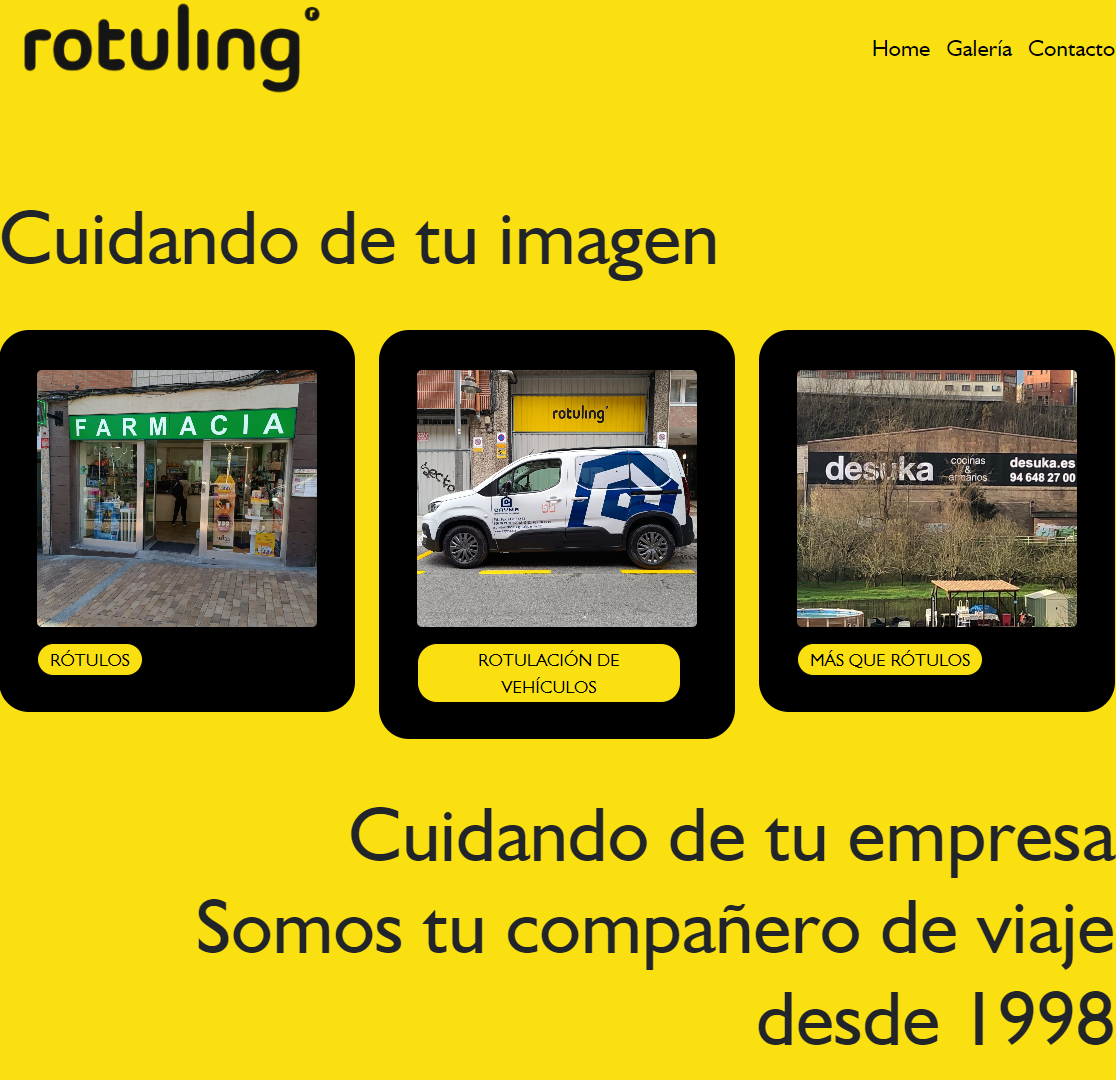 rotuling r
Home Galería Contacto
Cuidando de tu imagen
FARMACIA
rotuling
desuka cocinas & armarios desuka.es
94 648 27 00
RÓTULOS
ROTULACIÓN DE
VEHÍCULOS
MÁS QUE RÓTULOS
Cuidando de tu empresa
Somos tu compañero de viaje
desde 1998